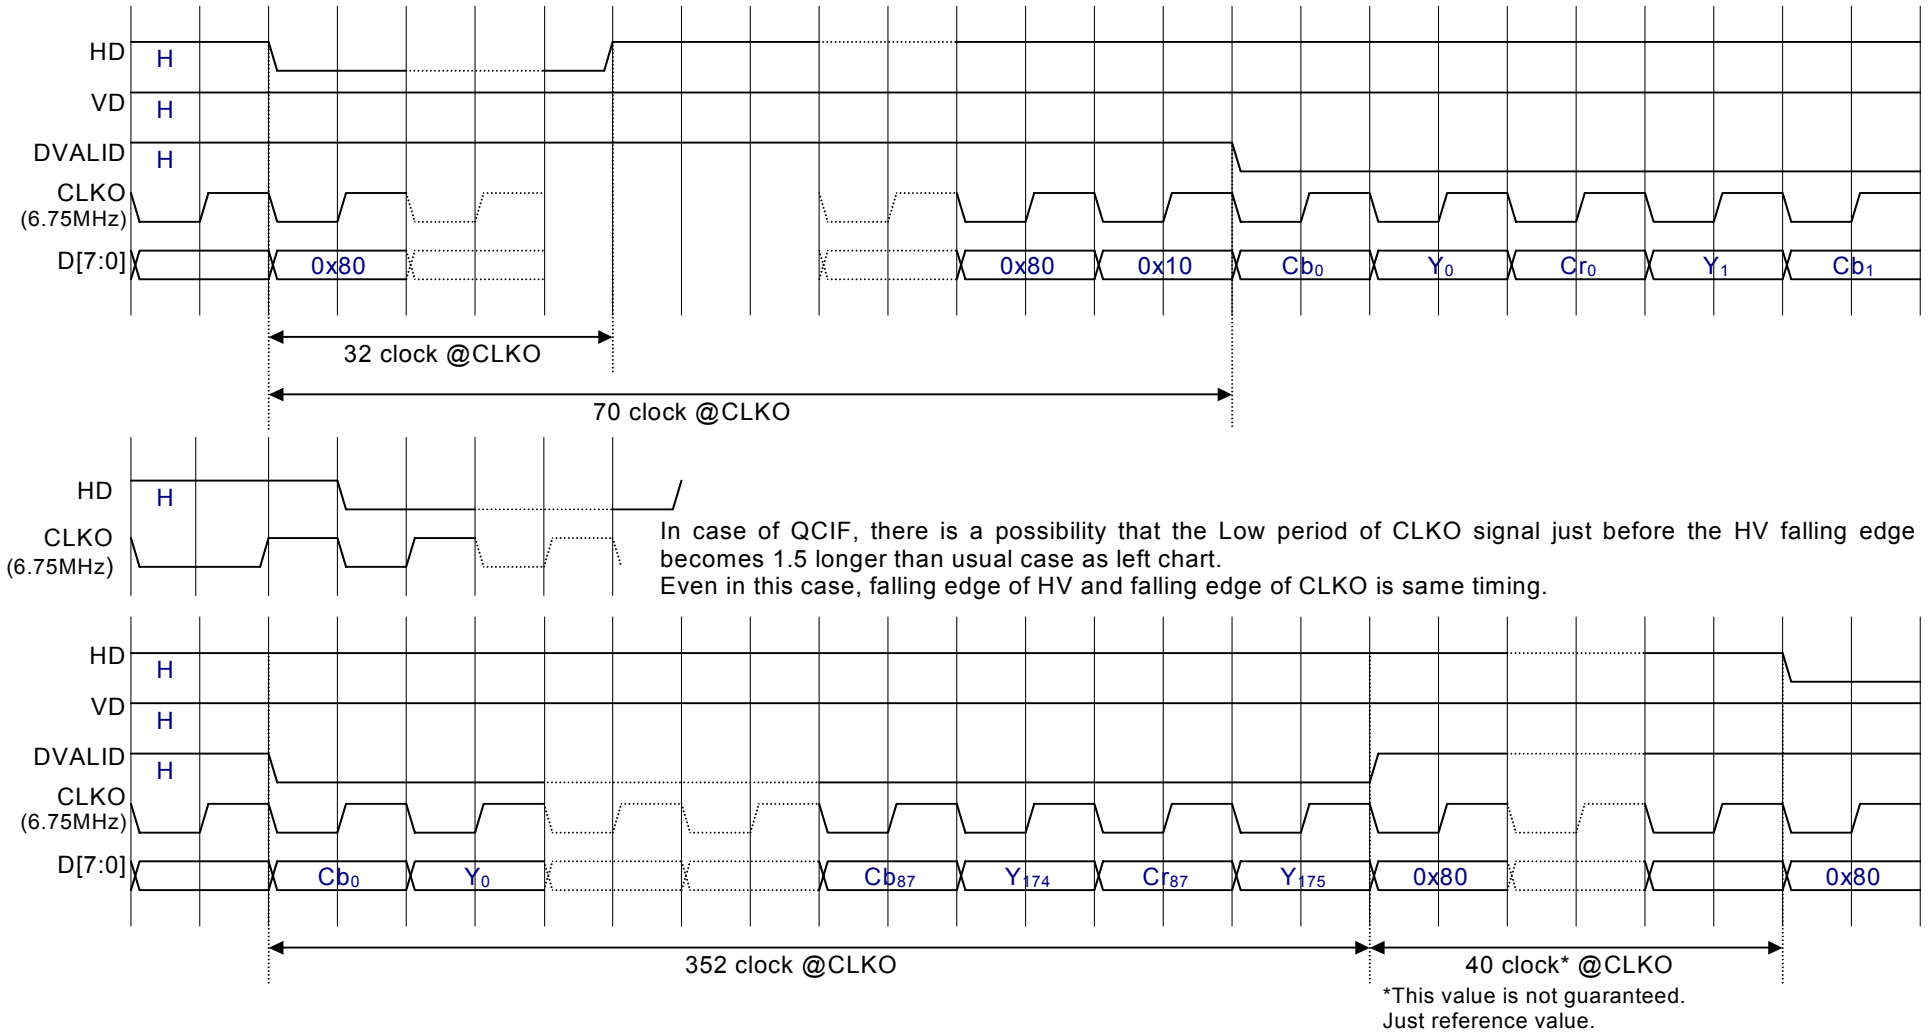 HD H
VD H
DVALID H
CLKO
(6.75MHz)
D[7:0] 0x80 0x80 0x10 Cb0 Y0 Cr0 Y1 Cb1
32 clock @CLKO
70 clock @CLKO
HD H
CLKO
(6.75MHz)
In case of QCIF, there is a possibility that the Low period of CLKO signal just before the HV falling edge
becomes 1.5 longer than usual case as left chart.
Even in this case, falling edge of HV and falling edge of CLKO is same timing.
HD H
VD H
DVALID H
CLKO
(6.75MHz)
D[7:0] Cb0 Y0 Cb87 Y174 Cr87 Y175 0x80 0x80
352 clock @CLKO 40 clock* @CLKO
*This value is not guaranteed.
Just reference value.